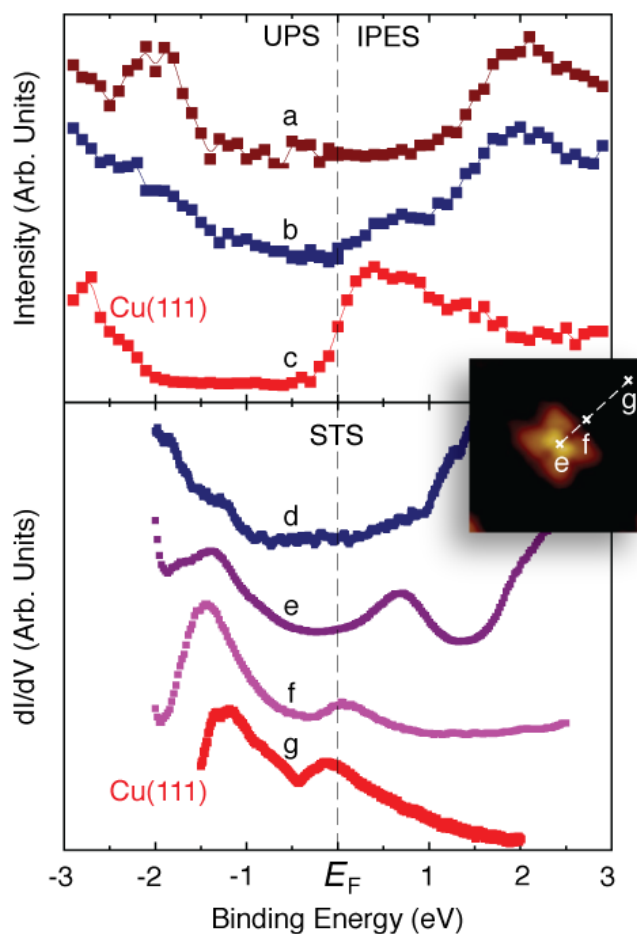 UPS IPES
a
b
Cu(111)
c
Intensity (Arb. Units)
g
f
e
STS
d
e
f
g
Cu(111)
dI/dV (Arb. Units)
-3 -2 -1 EF 1 2 3
Binding Energy (eV)